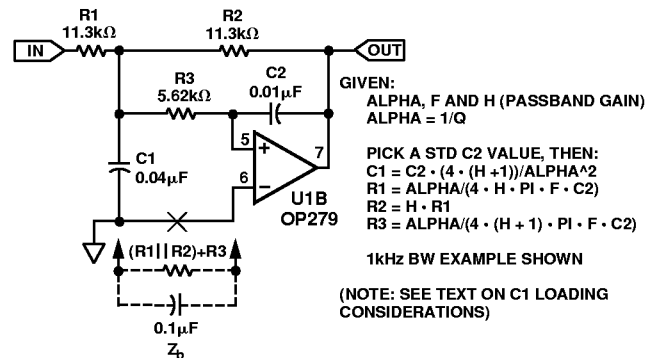 R1
11.3kΩ
R2
11.3kΩ
IN
OUT
R3
5.62kΩ
C2
0.01µF
C1
0.04µF
5
6
7
+
−
U1B
OP279
(R1||R2)+R3
0.1µF
Zb
GIVEN:
ALPHA, F AND H (PASSBAND GAIN)
ALPHA = 1/Q
PICK A STD C2 VALUE, THEN:
C1 = C2 • (4 • (H +1))/ALPHA^2
R1 = ALPHA/(4 • H • PI • F • C2)
R2 = H • R1
R3 = ALPHA/(4 • (H + 1) • PI • F • C2)
1kHz BW EXAMPLE SHOWN
(NOTE: SEE TEXT ON C1 LOADING
CONSIDERATIONS)